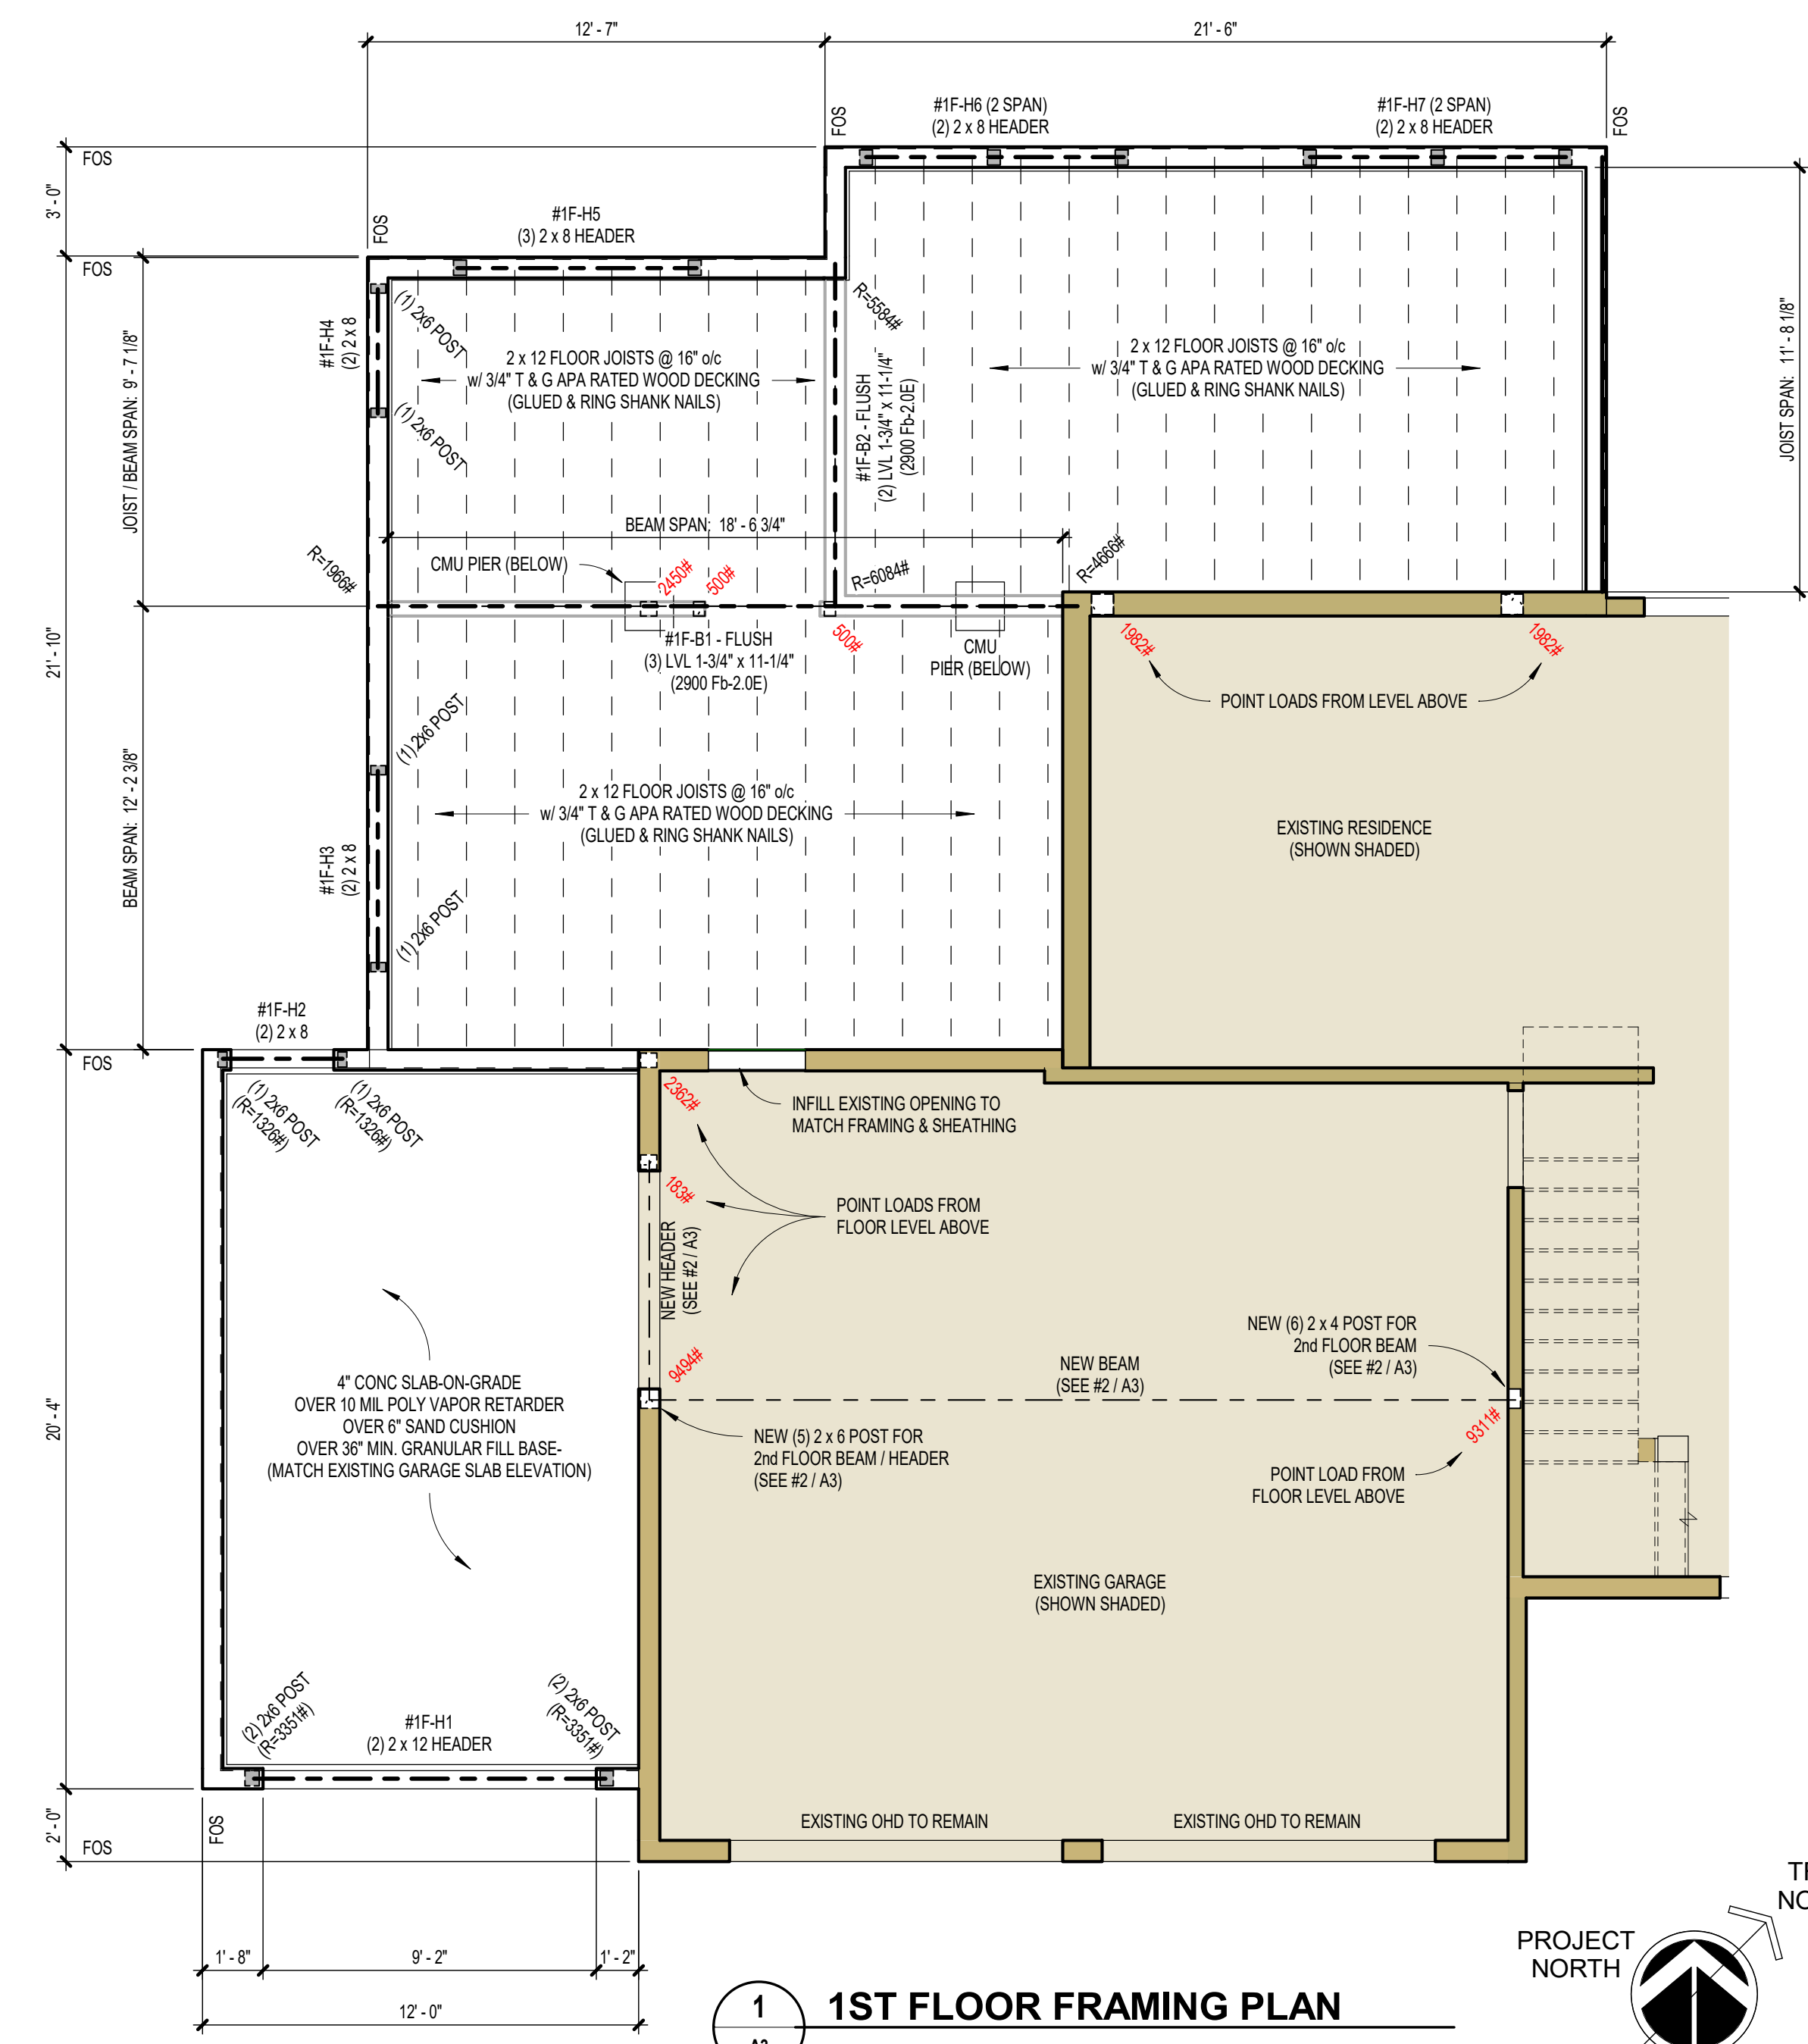 12' - 7"
21' - 6"
#1F-H6 (2 SPAN)
(2) 2 x 8 HEADER
#1F-H7 (2 SPAN)
(2) 2 x 8 HEADER
FOS
FOS
FOS
3' - 0"
#1F-H5
(3) 2 x 8 HEADER
FOS
FOS
#1F-H4
(2) 2 x 8
(1) 2x6 POST
(1) 2x6 POST
2 x 12 FLOOR JOISTS @ 16" o/c
w/ 3/4" T & G APA RATED WOOD DECKING
(GLUED & RING SHANK NAILS)
R=5584#
#1F-B2 - FLUSH
(2) LVL 1-3/4" x 11-1/4"
(2900 Fb-2.0E)
2 x 12 FLOOR JOISTS @ 16" o/c
w/ 3/4" T & G APA RATED WOOD DECKING
(GLUED & RING SHANK NAILS)
JOIST SPAN: 11' - 8 1/8"
JOIST / BEAM SPAN: 9' - 7 1/8"
BEAM SPAN: 18' - 6 3/4"
R=1966#
CMU PIER (BELOW)
2450#
500#
R=6084#
R=4666#
#1F-B1 - FLUSH
(3) LVL 1-3/4" x 11-1/4"
(2900 Fb-2.0E)
500#
CMU
PIER (BELOW)
1982#
1982#
POINT LOADS FROM LEVEL ABOVE
21' - 10"
BEAM SPAN: 12' - 2 3/8"
(1) 2x6 POST
#1F-H3
(2) 2 x 8
(1) 2x6 POST
2 x 12 FLOOR JOISTS @ 16" o/c
w/ 3/4" T & G APA RATED WOOD DECKING
(GLUED & RING SHANK NAILS)
EXISTING RESIDENCE
(SHOWN SHADED)
#1F-H2
(2) 2 x 8
FOS
(1) 2x6 POST
(R=1326#)
(1) 2x6 POST
(R=1326#)
2362#
INFILL EXISTING OPENING TO
MATCH FRAMING & SHEATHING
183#
POINT LOADS FROM
FLOOR LEVEL ABOVE
NEW HEADER
(SEE #2 / A3)
9494#
NEW BEAM
(SEE #2 / A3)
NEW (6) 2 x 4 POST FOR
2nd FLOOR BEAM
(SEE #2 / A3)
9311#
POINT LOAD FROM
FLOOR LEVEL ABOVE
NEW (5) 2 x 6 POST FOR
2nd FLOOR BEAM / HEADER
(SEE #2 / A3)
4" CONC SLAB-ON-GRADE
OVER 10 MIL POLY VAPOR RETARDER
OVER 6" SAND CUSHION
OVER 36" MIN. GRANULAR FILL BASE-
(MATCH EXISTING GARAGE SLAB ELEVATION)
20' - 4"
EXISTING GARAGE
(SHOWN SHADED)
(2) 2x6 POST
(R=3351#)
#1F-H1
(2) 2 x 12 HEADER
(2) 2x6 POST
(R=3351#)
EXISTING OHD TO REMAIN
EXISTING OHD TO REMAIN
2' - 0"
FOS
FOS
1' - 8"
9' - 2"
1' - 2"
12' - 0"
PROJECT
NORTH
1
1ST FLOOR FRAMING PLAN